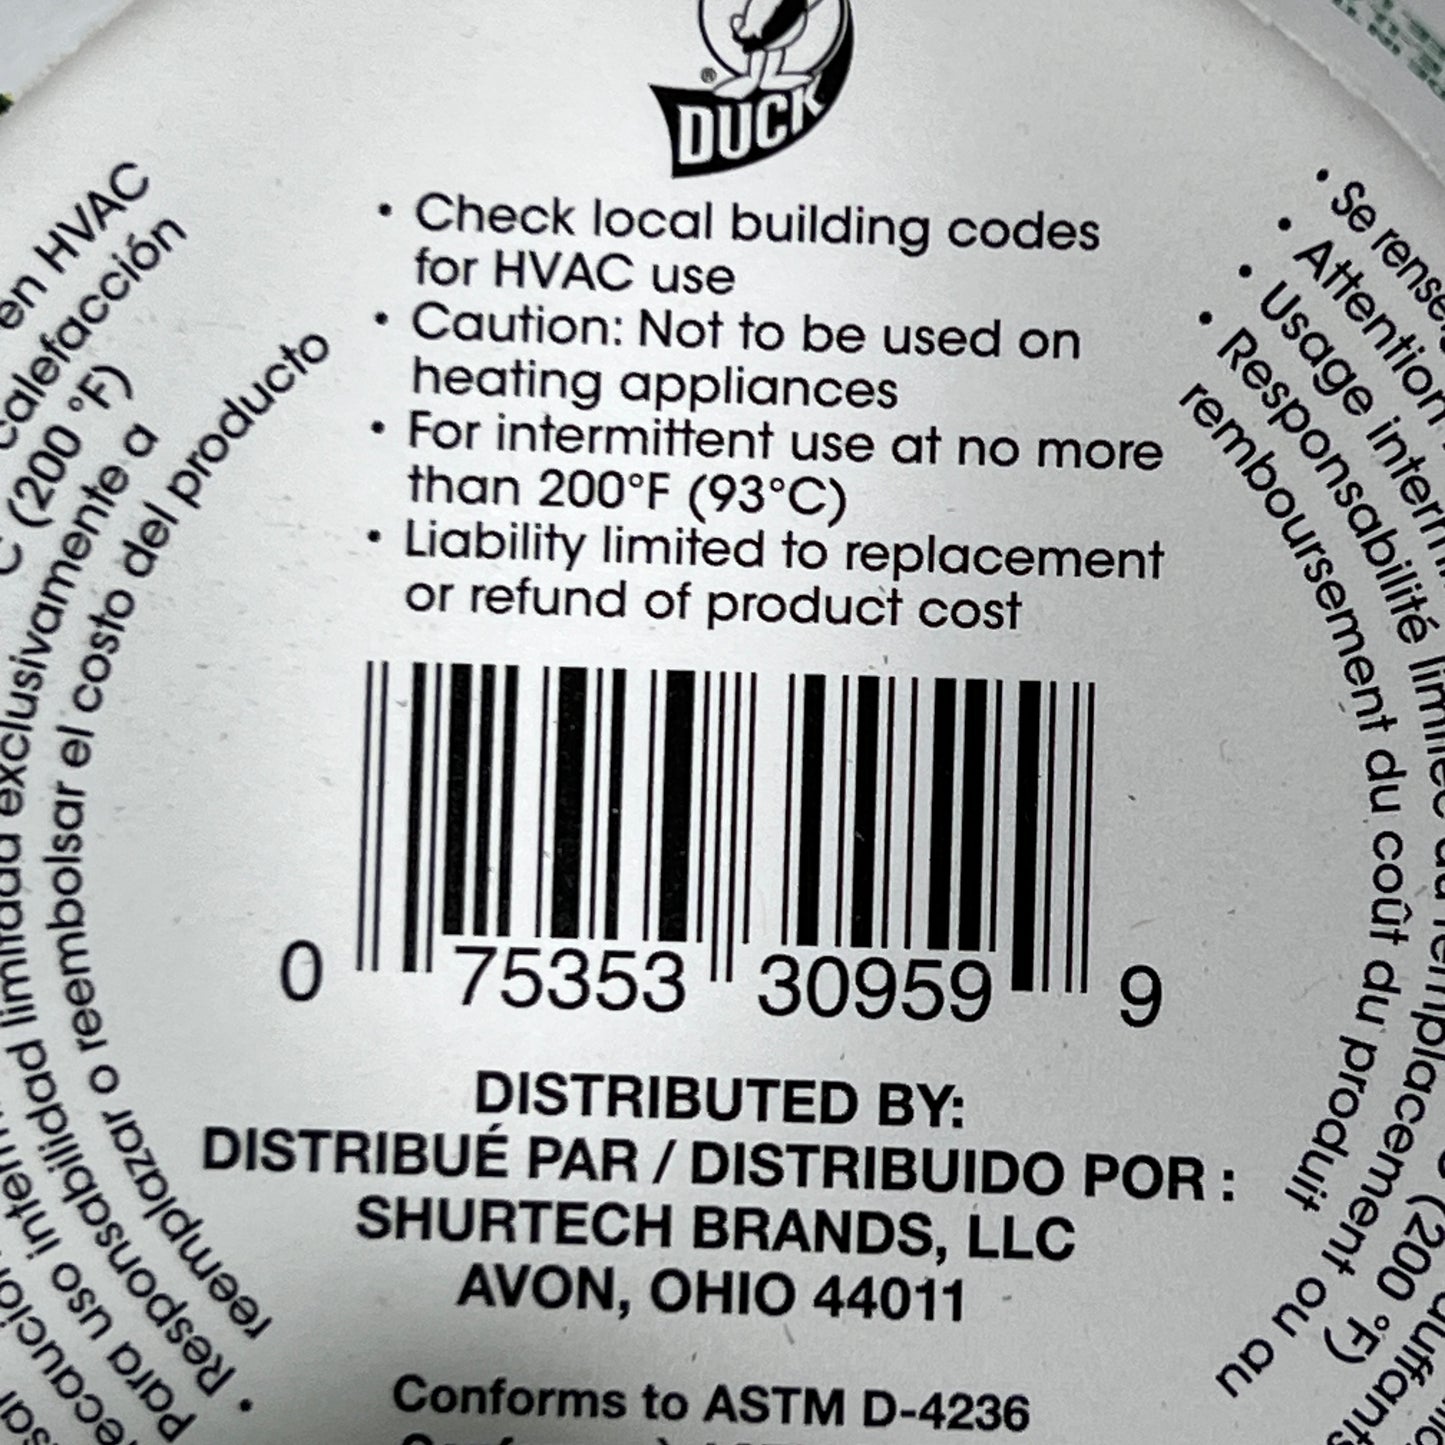 DUCK
®
• Check local building codes
for HVAC use
• Caution: Not to be used on
heating appliances
• For intermittent use at no more
than 200°F (93°C)
• Liability limited to replacement
or refund of product cost
0 75353 30959 9
DISTRIBUTED BY:
DISTRIBUÉ PAR / DISTRIBUIDO POR :
SHURTECH BRANDS, LLC
AVON, OHIO 44011
Conforms to ASTM D-4236
en HVAC
calefacción
C (200 °F)
para uso
• Responsabilidad limitada exclusivamente a
reemplazar o reembolsar el costo del producto
• Se
• Attention
• Usage
(200 °F)
• Responsabilité limitée au remplacement ou au
remboursement du coût du produit